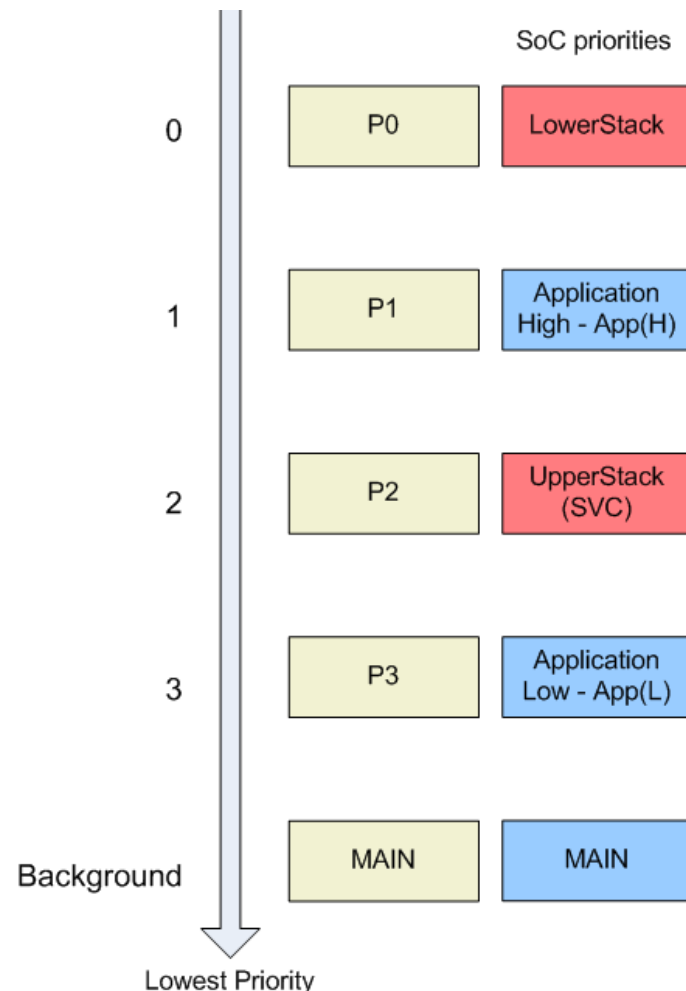 SoC priorities
0
P0
LowerStack
1
P1
Application
High - App(H)
2
P2
UpperStack
(SVC)
3
P3
Application
Low - App(L)
Background
MAIN
MAIN
Lowest Priority